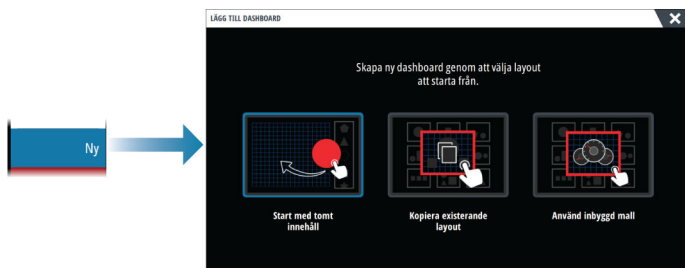 LÄGG TILL DASHBOARD
Skapa ny dashboard genom att välja layout
att starta från.
Ny
Start med tomt
innehåll
Kopiera existerande
layout
Använd inbyggd mall